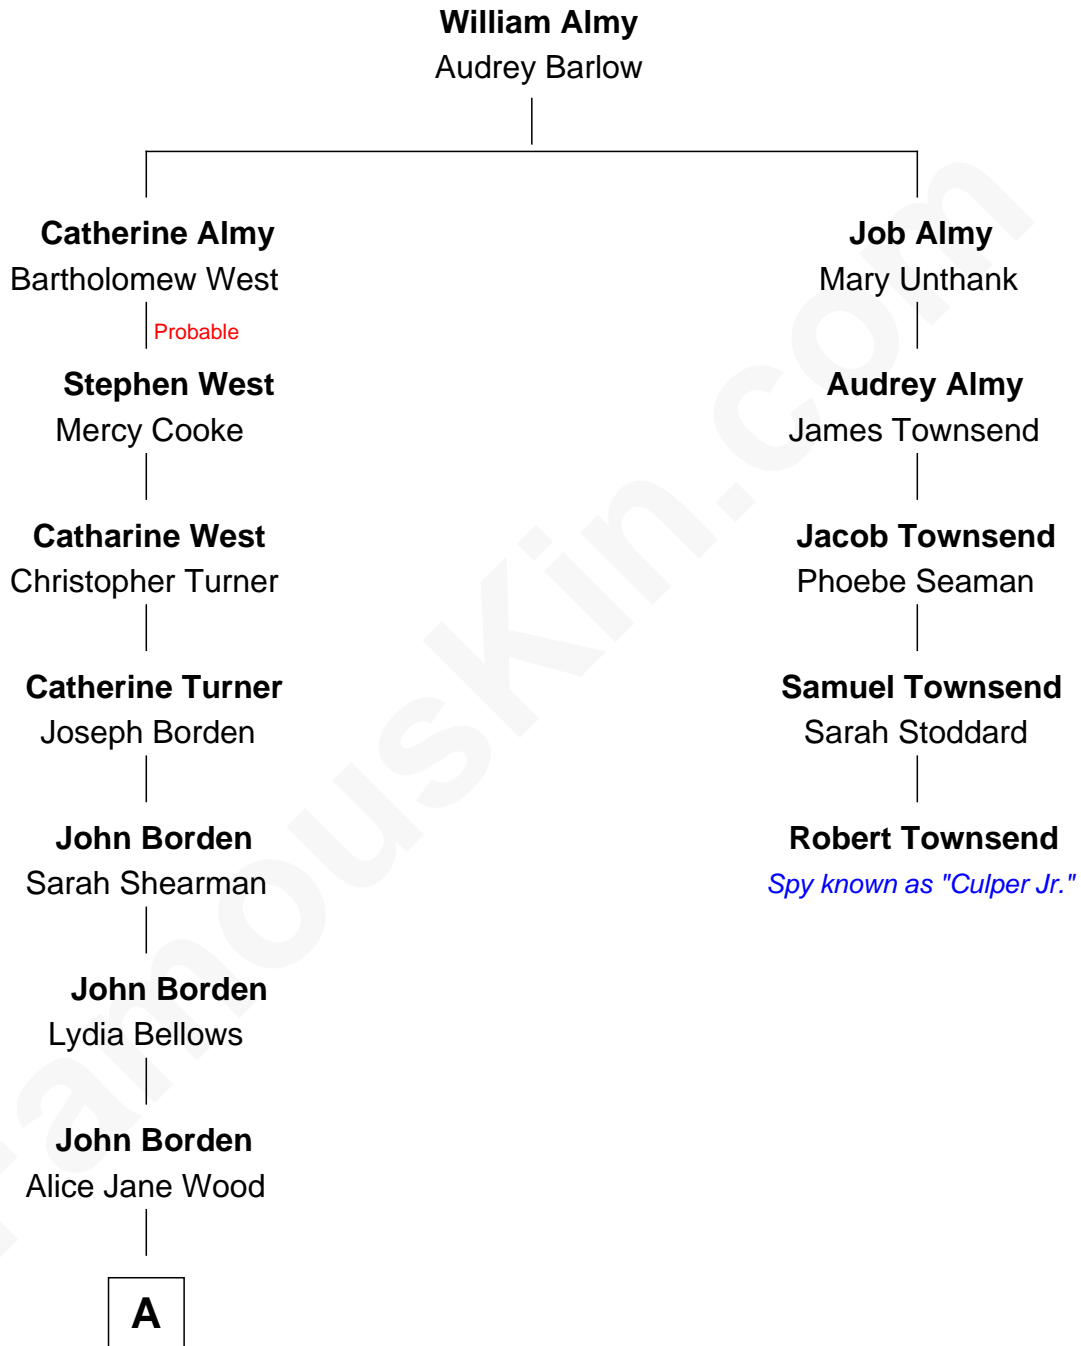 William Almy
Audrey Barlow
Catherine Almy
Bartholomew West
Probable
Stephen West
Mercy Cooke
Catharine West
Christopher Turner
Catherine Turner
Joseph Borden
John Borden
Sarah Shearman
John Borden
Lydia Bellows
John Borden
Alice Jane Wood
A
Job Almy
Mary Unthank
Audrey Almy
James Townsend
Jacob Townsend
Phoebe Seaman
Samuel Townsend
Sarah Stoddard
Robert Townsend
Spy known as "Culper Jr."
FamousKin.com